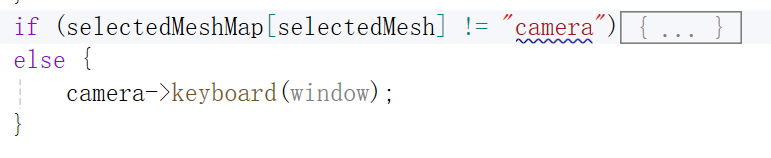 if (selectedMeshMap[selectedMesh] != "camera") { ... }
else {
    camera->keyboard(window);
}